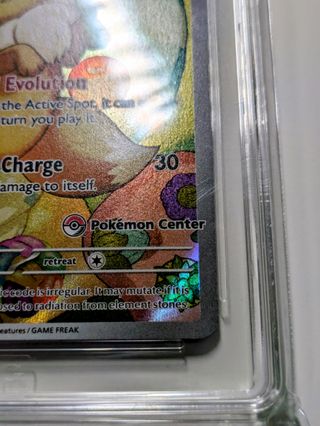 Evolution
the Active Spot, it can
turn you play it.
Charge 30
amage to itself.
Pokémon Center
retreat
code is irregular. It may mutate if it is
sed to radiation from element stones.
eatures / GAME FREAK